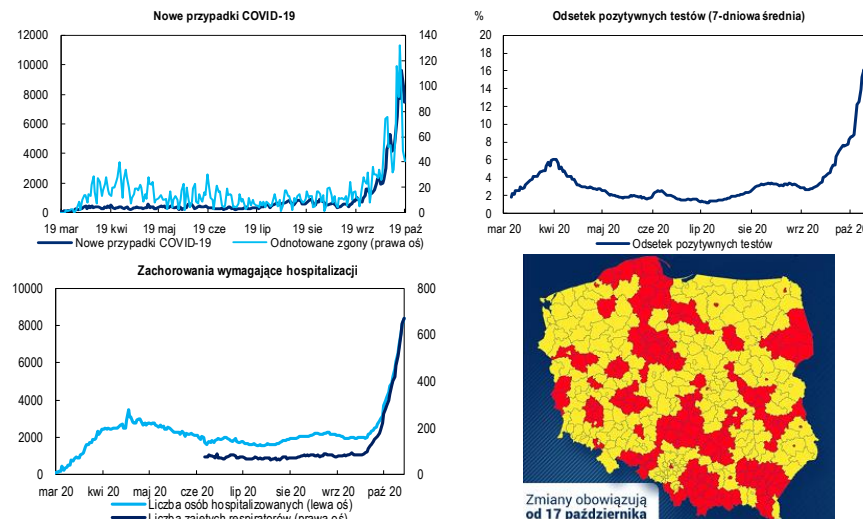 Nowe przypadki COVID-19
12000 140
10000 120
100
8000 80
6000 60
4000 40
2000 20
0 0
19 mar 19 kwi 19 maj 19 cze 19 lip 19 sie 19 wrz 19 paź
Nowe przypadki COVID-19 Odnotowane zgony (prawa oś)
% Odsetek pozytywnych testów (7-dniowa średnia)
20
18
16
14
12
10
8
6
4
2
0
mar 20 kwi 20 maj 20 cze 20 lip 20 sie 20 wrz 20 paź 20
Odsetek pozytywnych testów
Zachorowania wymagające hospitalizacji
10000 800
8000 600
6000 400
4000 200
2000
0 0
mar 20 kwi 20 maj 20 cze 20 lip 20 sie 20 wrz 20 paź 20
Liczba osób hospitalizowanych (lewa oś)
Liczba zajętych respiratorów (prawa oś)
Zmiany obowiązują
od 17 października